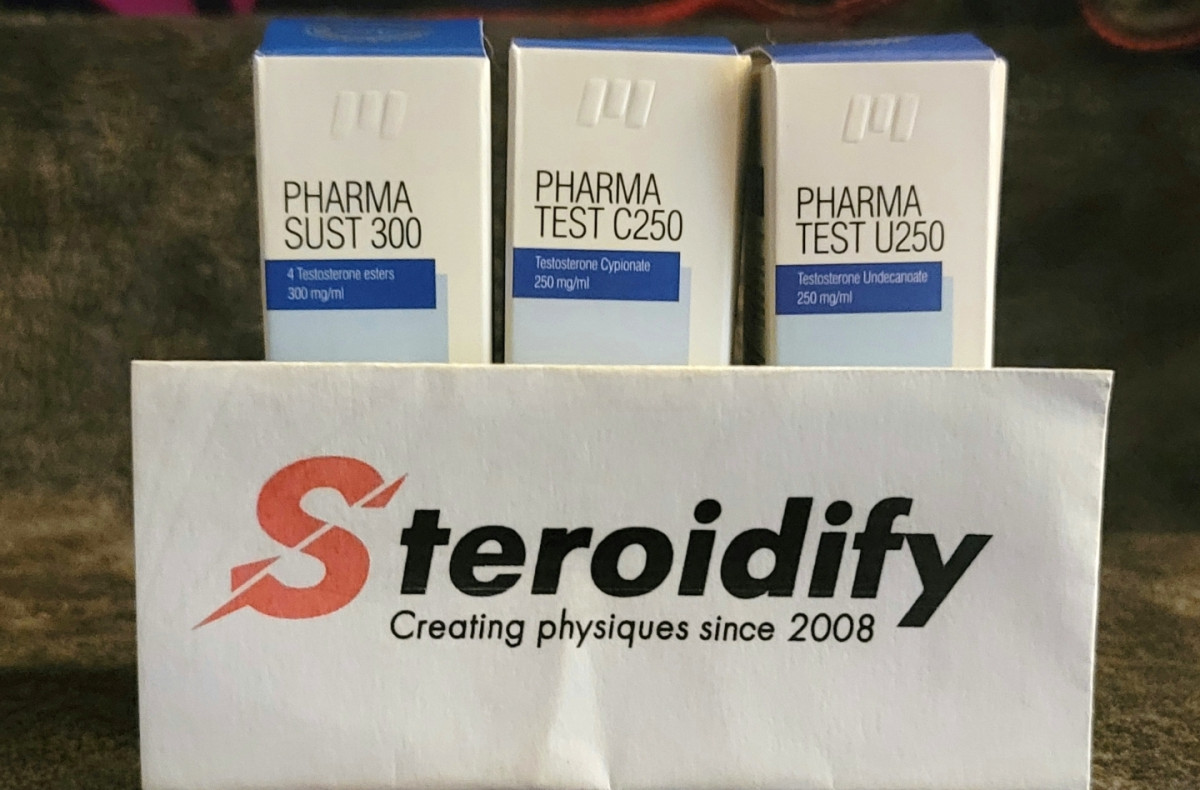 PHARMA
SUST 300
4 Testosterone esters
300 mg/ml
PHARMA
TEST C250
Testosterone Cypionate
250 mg/ml
PHARMA
TEST U250
Testosterone Undecanoate
250 mg/ml
Steroidify
Creating physiques since 2008